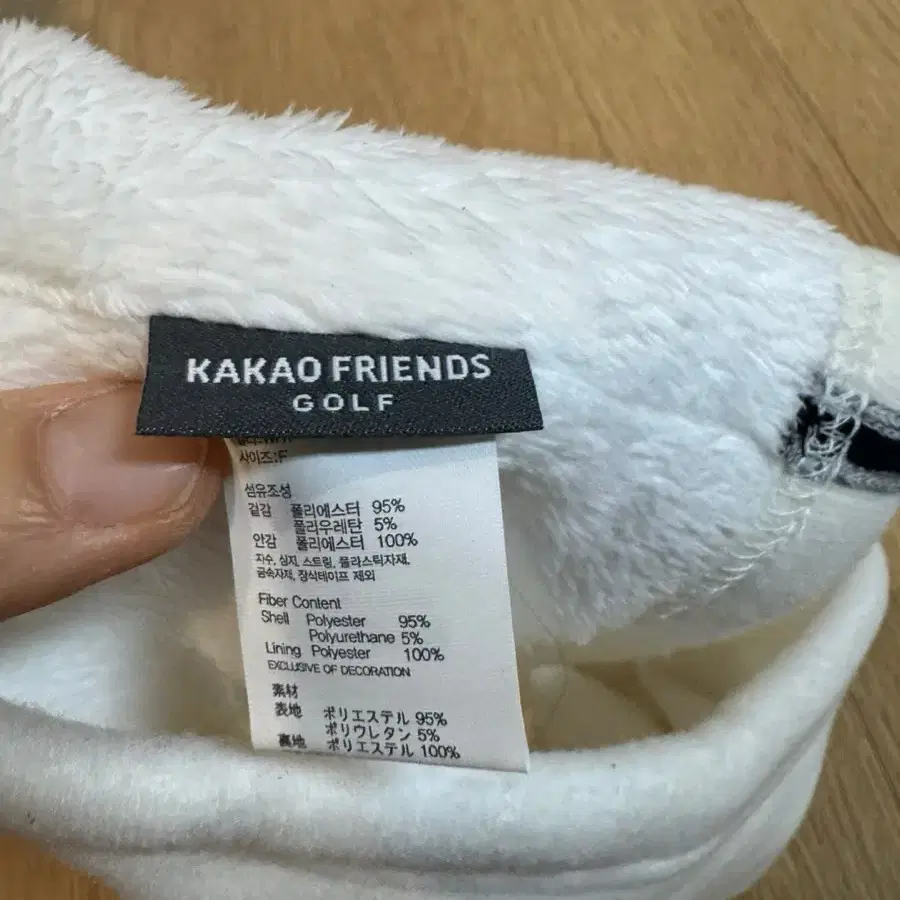 KAKAO FRIENDS
GOLF
사이즈:F
섬유조성
겉감 폴리에스터 95%
폴리우레탄 5%
안감 폴리에스터 100%
자수, 심지, 스트링, 플라스틱자재,
금속자재, 장식테이프 제외
Fiber Content
Shell Polyester 95%
Polyurethane 5%
Lining Polyester 100%
EXCLUSIVE OF DECORATION
素材
表地 ポリエステル 95%
ポリウレタン 5%
裏地 ポリエステル 100%